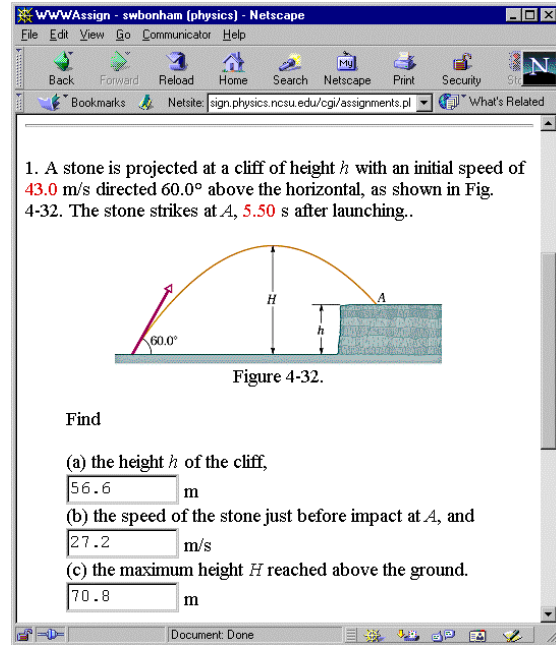 WWWAssign - swbonham (physics) - Netscape
File Edit View Go Communicator Help
Back Forward Reload Home Search Netscape Print Security
Bookmarks Netsite: sign.physics.ncsu.edu/cgi/assignments.pl What's Related
1. A stone is projected at a cliff of height h with an initial speed of
43.0 m/s directed 60.0° above the horizontal, as shown in Fig.
4-32. The stone strikes at A, 5.50 s after launching..
H
A
h
60.0°
Figure 4-32.
Find
(a) the height h of the cliff,
56.6 m
(b) the speed of the stone just before impact at A, and
27.2 m/s
(c) the maximum height H reached above the ground.
70.8 m
Document: Done